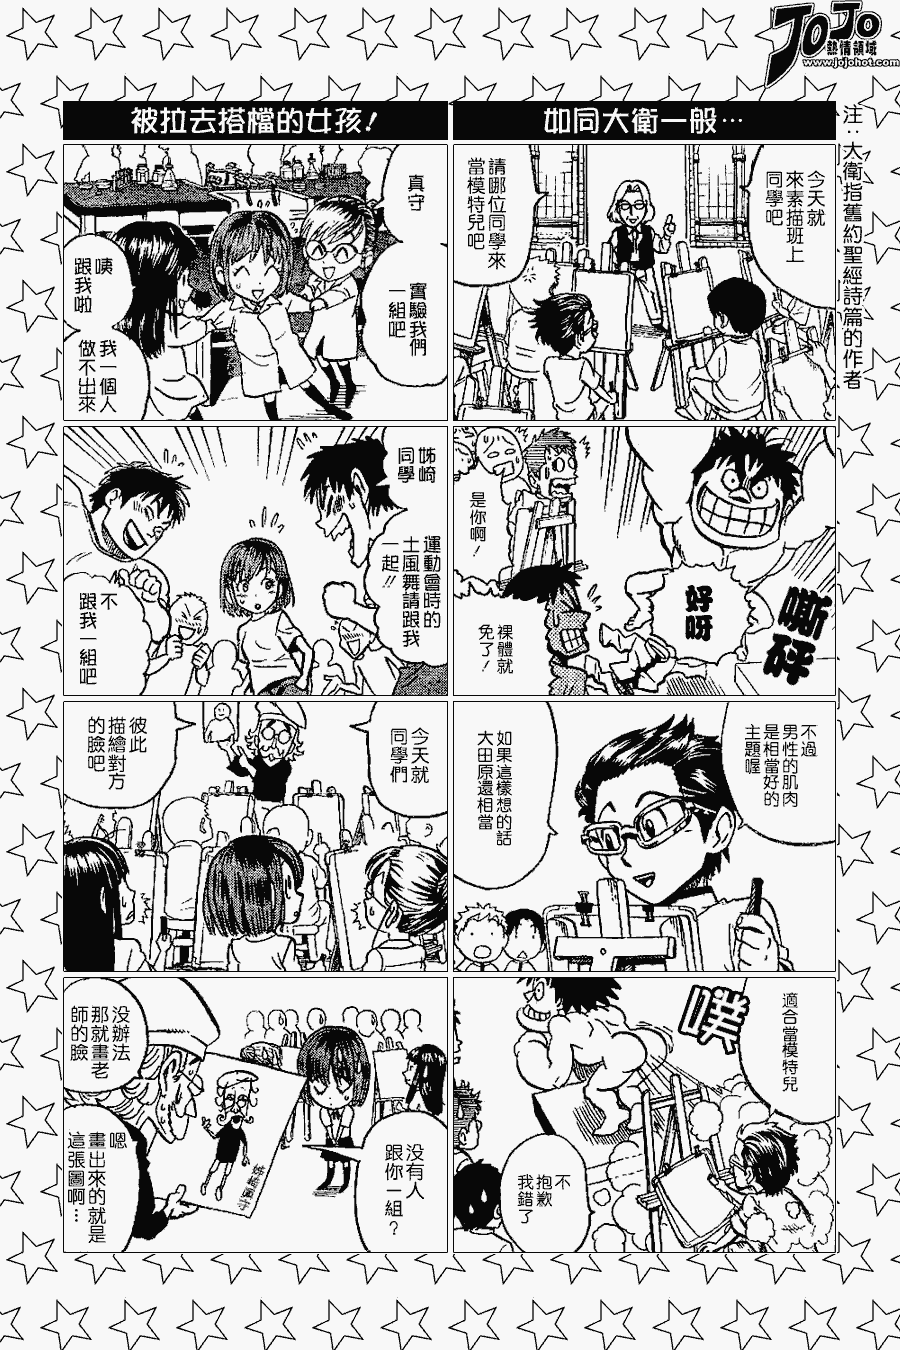 JOJO
熱情領域
www.jojohot.com
注：大衛指舊約聖經詩篇的作者
如同大衛一般…
今天就
來素描班上
同學吧
請哪位同學來
當模特兒吧
嘶
砰
好呀
是你啊！
裸體就
免了！
不過
男性的肌肉
是相當好的
主題喔
如果這樣想的話
大田原還相當
適合當模特兒
噗
不
抱歉
我錯了
被拉去搭檔的女孩！
真守
實驗我們
一組吧
咦
跟我啦
我一個人
做不出來
姊崎
同學
運動會時的
士風舞請跟我
一起！！
不
跟我一組吧
今天就
同學們
彼此
描繪對方
的臉吧
没有人
跟你一組？
没辦法
那就畫老
師的臉
嗯
畫出來的就是
這張圖啊…
姊崎真守